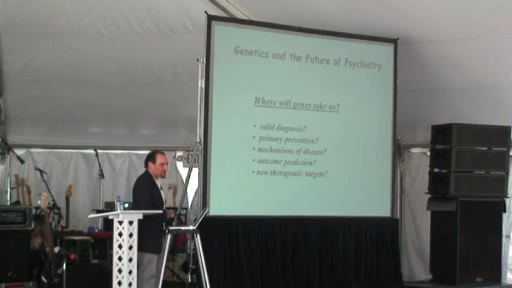 Genetics and the Future of Psychiatry
Where will genes take us?
• valid diagnosis?
• primary prevention?
• mechanisms of disease?
• outcome prediction?
• new therapeutic targets?